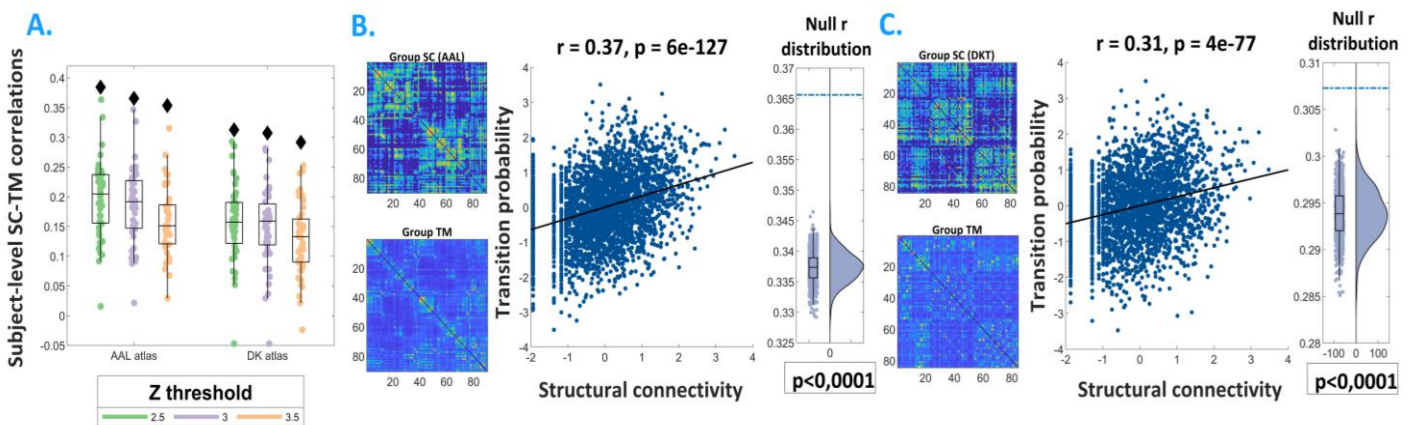 A.
Subject-level SC-TM correlations
0.4
0.35
0.3
0.25
0.2
0.15
0.1
0.05
0
-0.05
AAL atlas DK atlas
Z threshold
2.5 3 3.5
B.
Group SC (AAL)
20
40
60
80
Group TM
20
40
60
80
20 40 60 80
r = 0.37, p = 6e-127
Transition probability
4
3
2
1
0
-1
-2
-3
-4
-2 -1 0 1 2 3 4
Structural connectivity
Null r
distribution
0.37
0.365
0.36
0.355
0.35
0.345
0.34
0.335
0.33
0.325
0
p<0,0001
C.
Group SC (DKT)
20
40
60
80
Group TM
20
40
60
80
20 40 60 80
r = 0.31, p = 4e-77
Transition probability
4
3
2
1
0
-1
-2
-3
-4
-2 -1 0 1 2 3 4
Structural connectivity
Null r
distribution
0.31
0.305
0.3
0.295
0.29
0.285
0.28
-100 0 100
p<0,0001